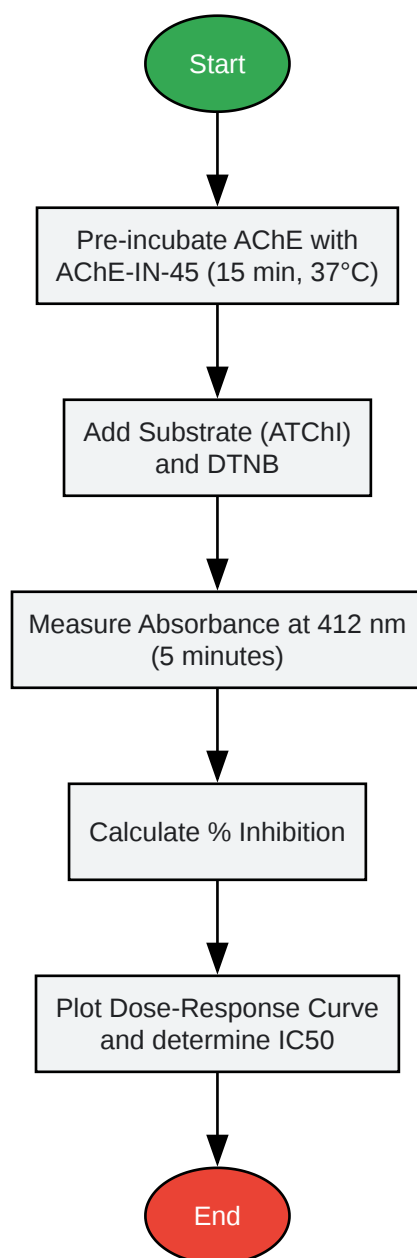 Start
Pre-incubate AChE with
AChE-IN-45 (15 min, 37°C)
Add Substrate (ATChI)
and DTNB
Measure Absorbance at 412 nm
(5 minutes)
Calculate % Inhibition
Plot Dose-Response Curve
and determine IC50
End